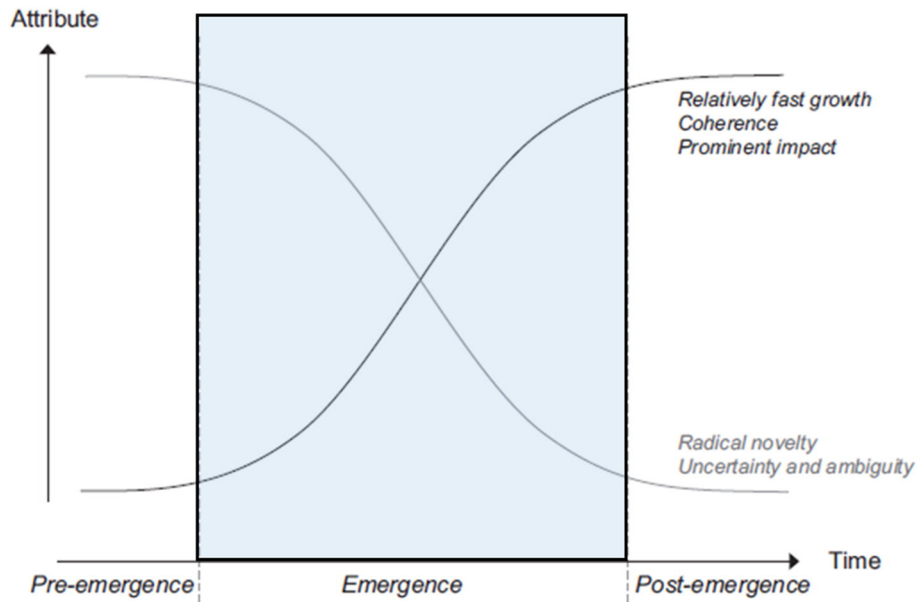 Attribute
Relatively fast growth
Coherence
Prominent impact
Radical novelty
Uncertainty and ambiguity
Time
Pre-emergence
Emergence
Post-emergence